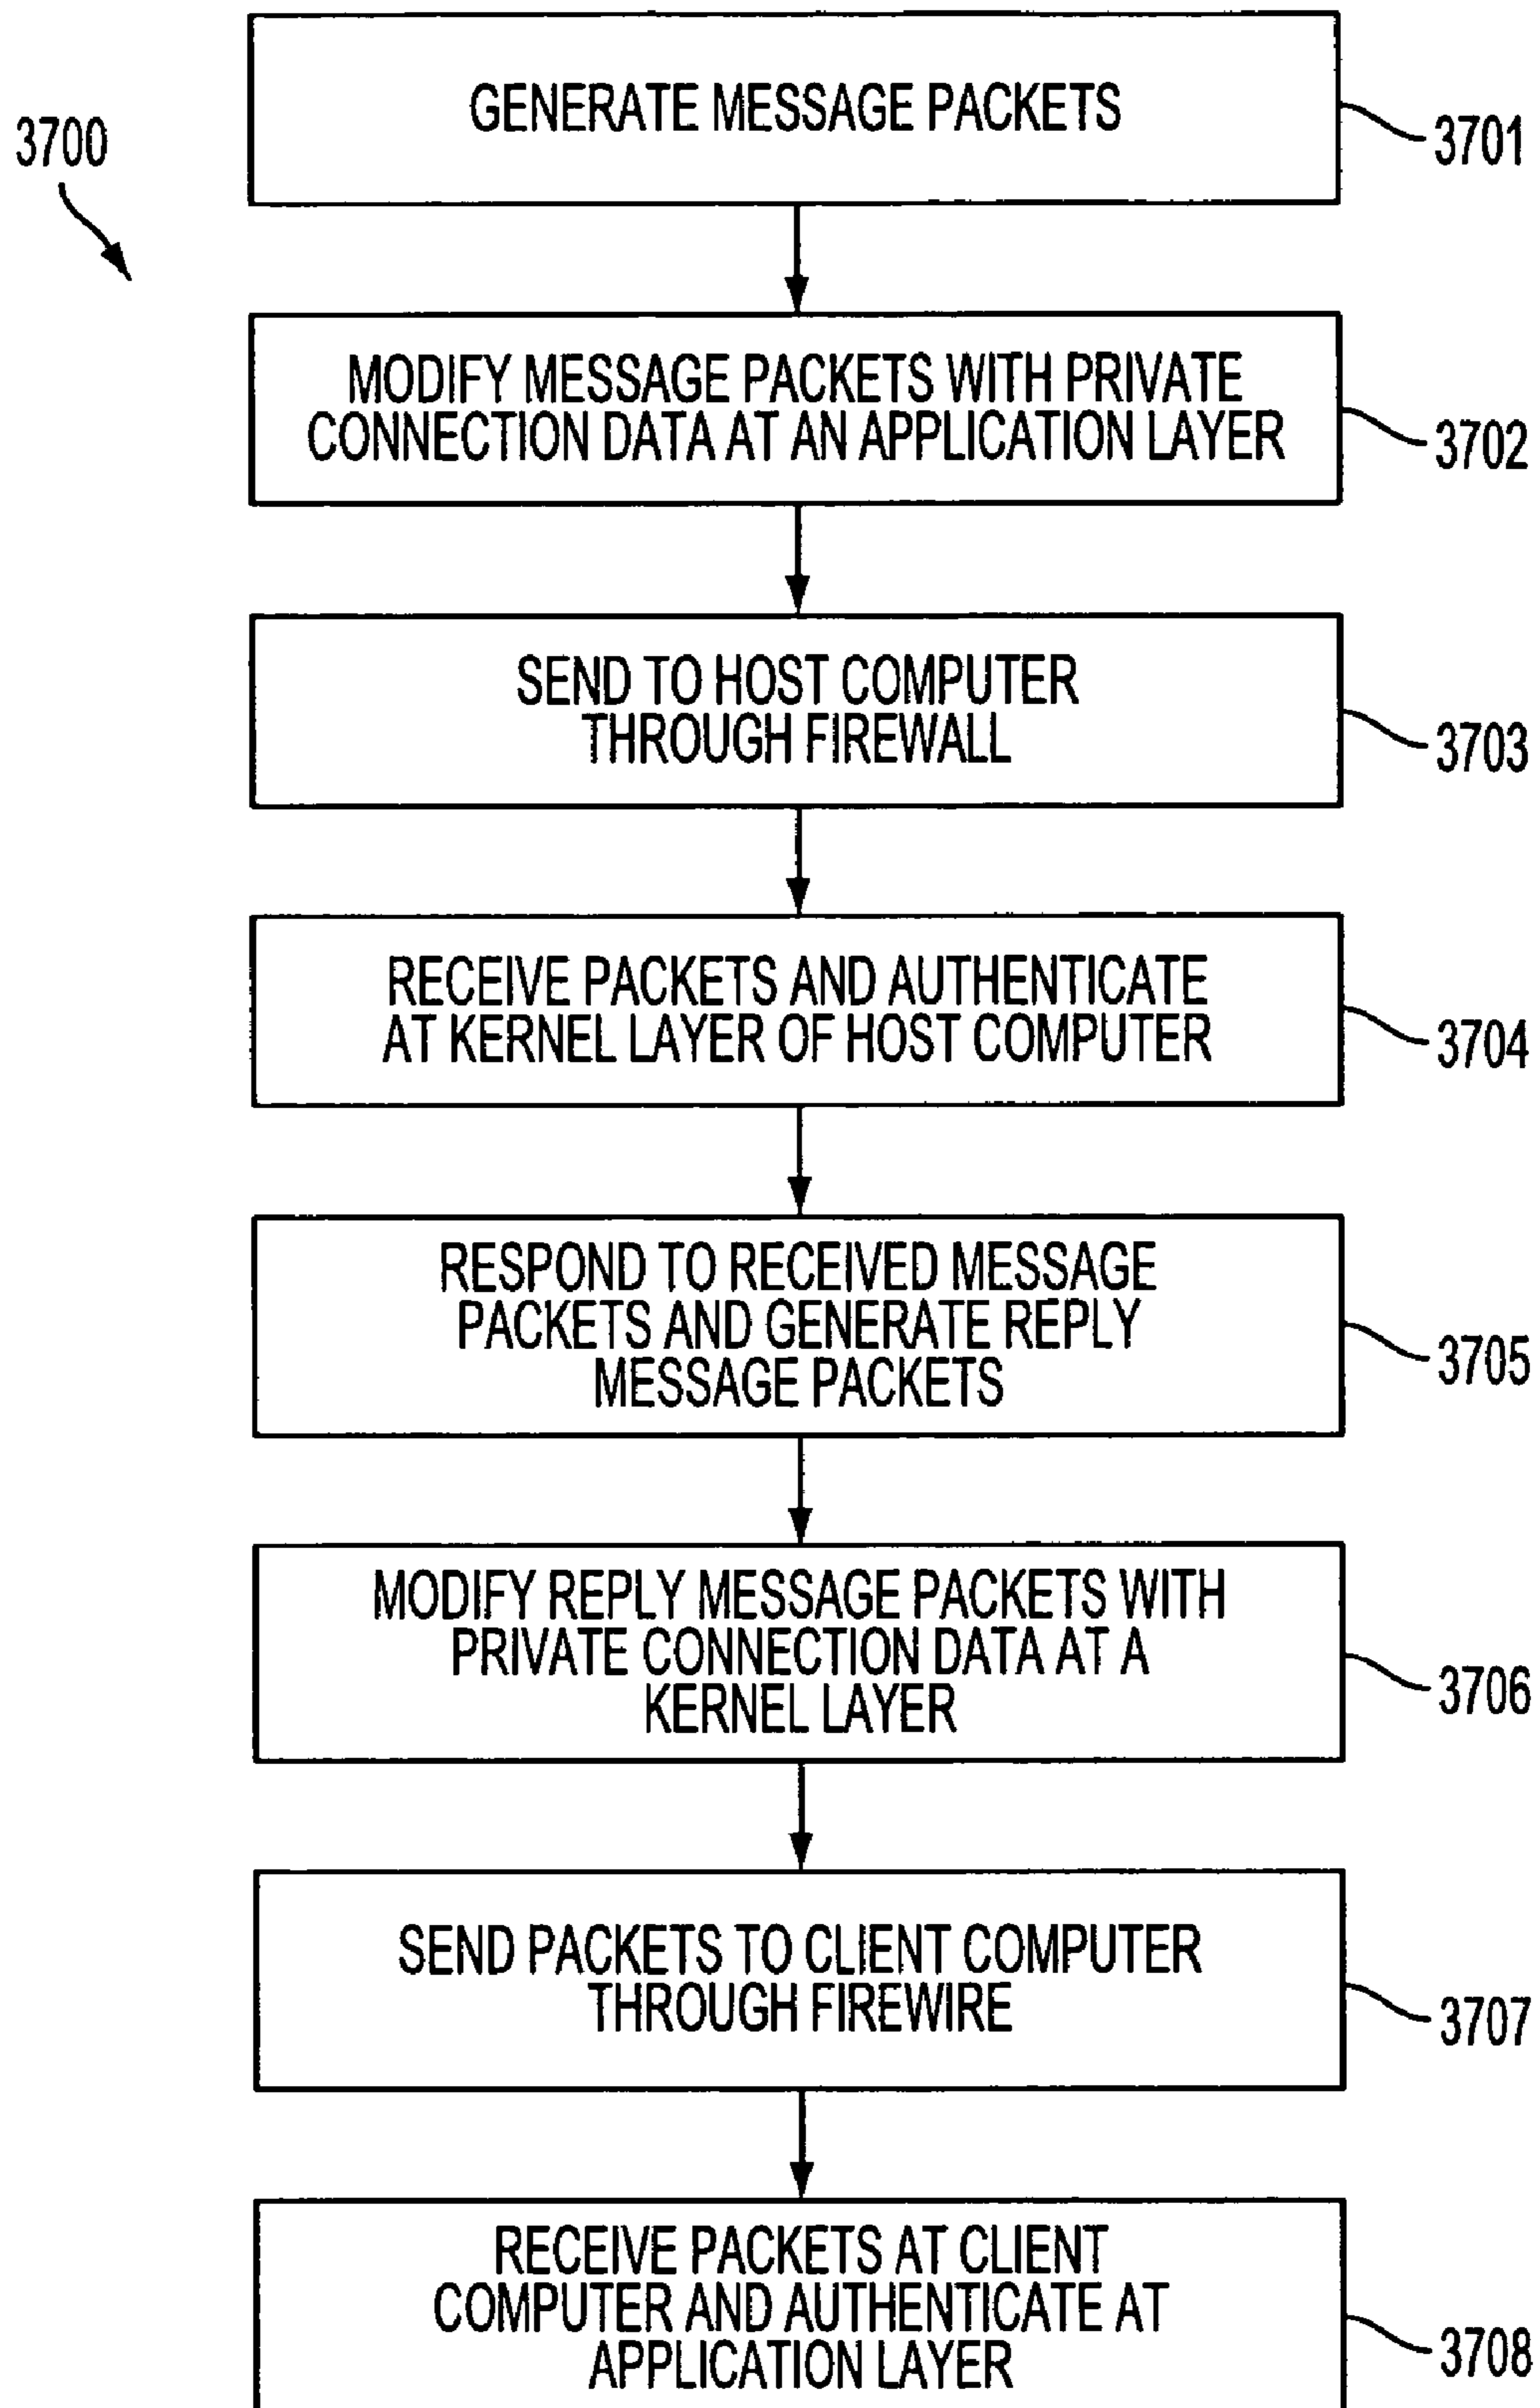 3700
GENERATE MESSAGE PACKETS
3701
MODIFY MESSAGE PACKETS WITH PRIVATE
CONNECTION DATA AT AN APPLICATION LAYER
3702
SEND TO HOST COMPUTER
THROUGH FIREWALL
3703
RECEIVE PACKETS AND AUTHENTICATE
AT KERNEL LAYER OF HOST COMPUTER
3704
RESPOND TO RECEIVED MESSAGE
PACKETS AND GENERATE REPLY
MESSAGE PACKETS
3705
MODIFY REPLY MESSAGE PACKETS WITH
PRIVATE CONNECTION DATA AT A
KERNEL LAYER
3706
SEND PACKETS TO CLIENT COMPUTER
THROUGH FIREWIRE
3707
RECEIVE PACKETS AT CLIENT
COMPUTER AND AUTHENTICATE AT
APPLICATION LAYER
3708